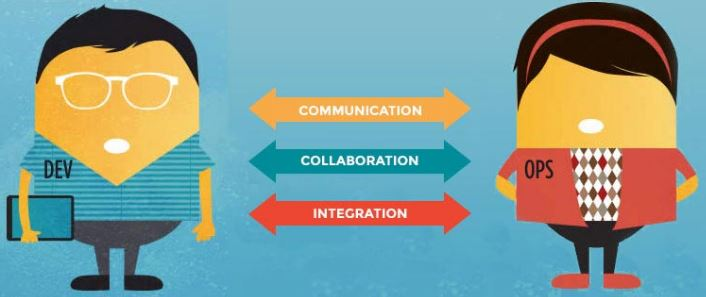 COMMUNICATION
COLLABORATION
DEV
OPS
INTEGRATION